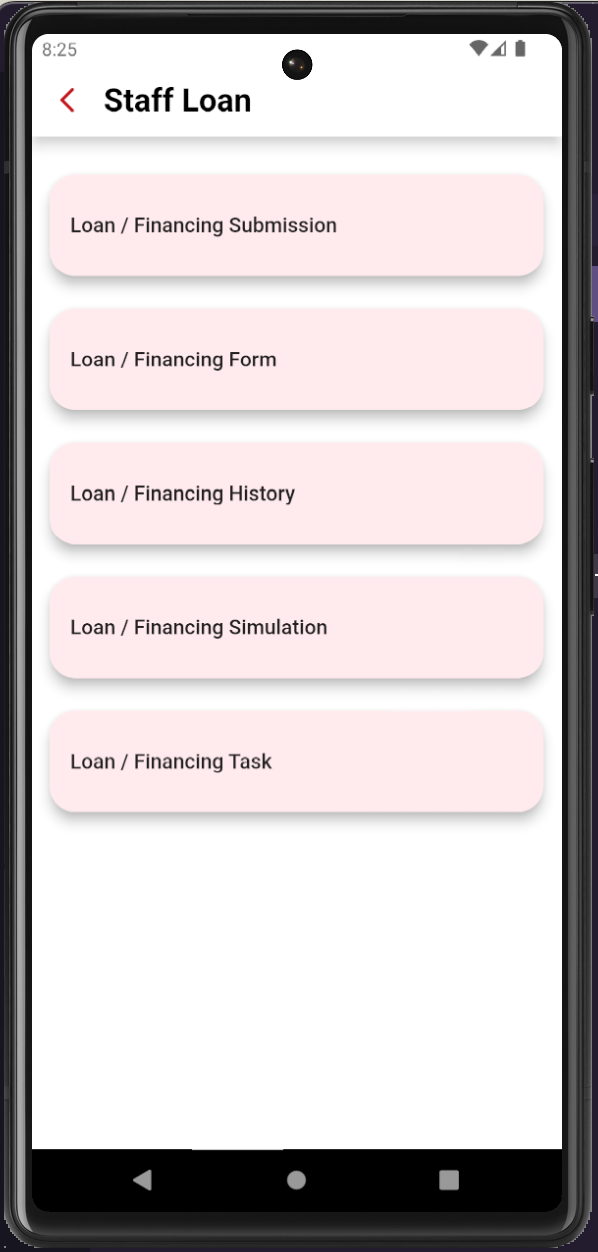 8:25
Staff Loan
Loan / Financing Submission
Loan / Financing Form
Loan / Financing History
Loan / Financing Simulation
Loan / Financing Task